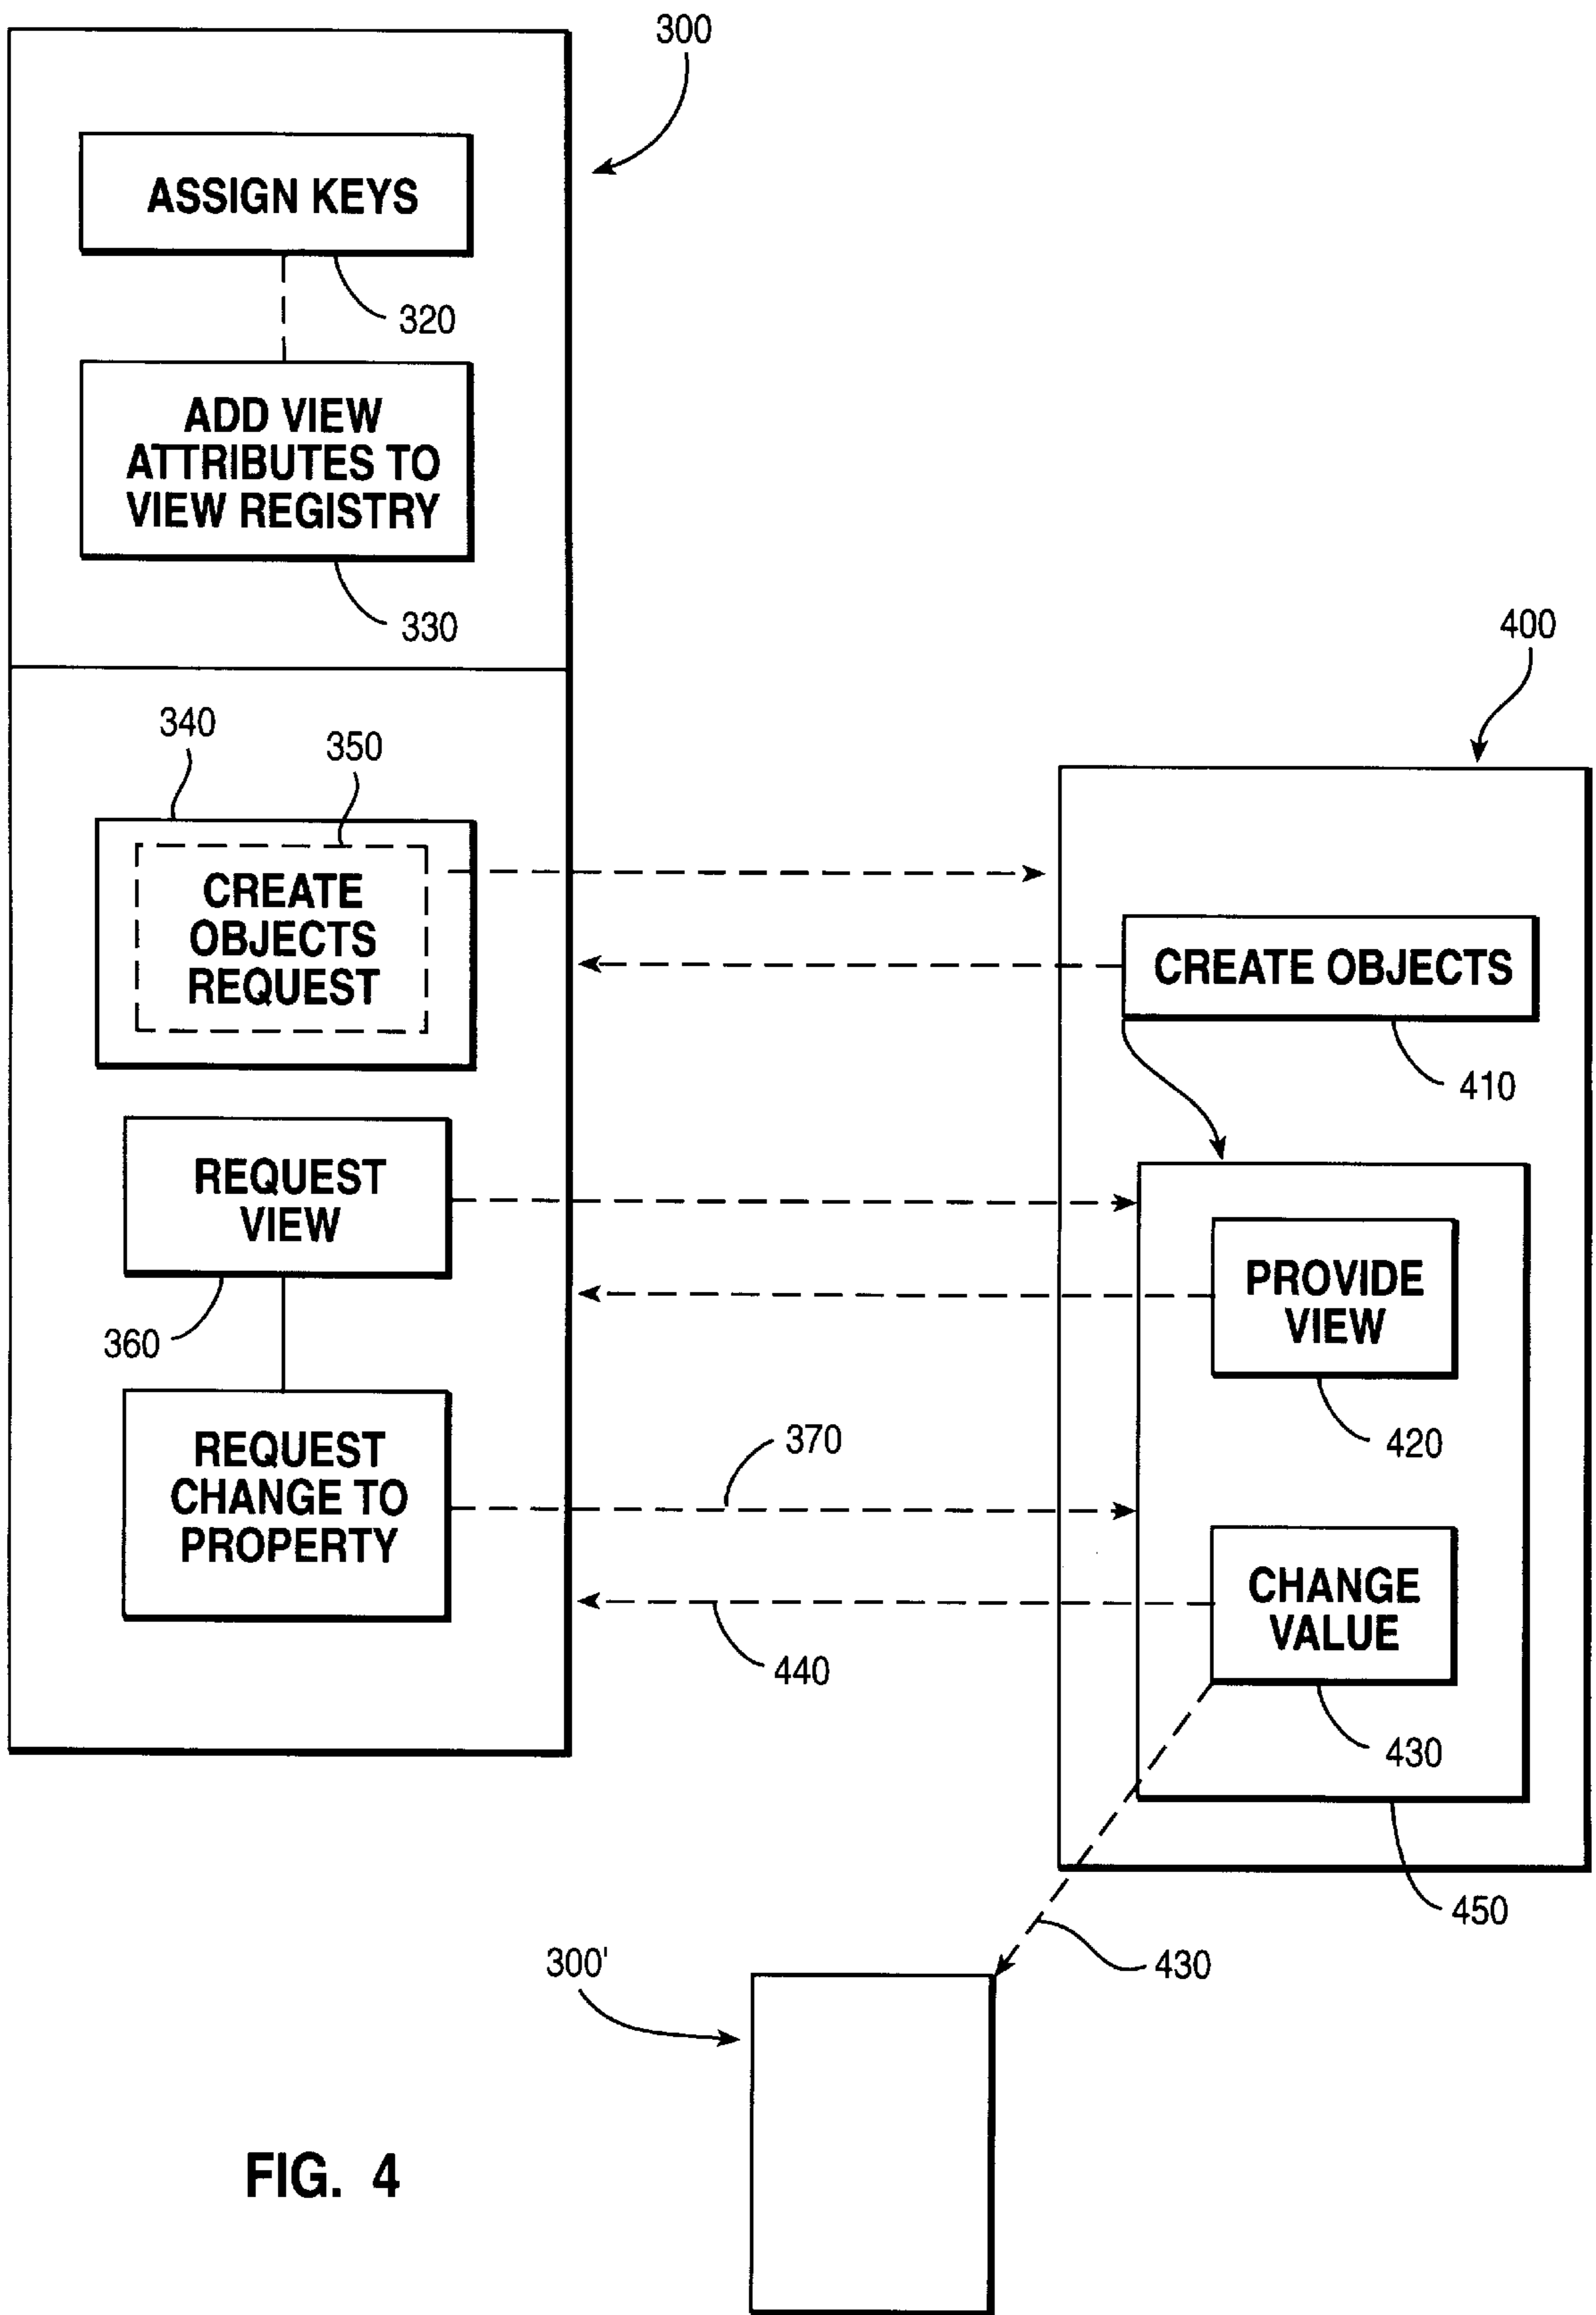 300
ASSIGN KEYS
320
ADD VIEW
ATTRIBUTES TO
VIEW REGISTRY
330
400
340
350
CREATE
OBJECTS
REQUEST
CREATE OBJECTS
410
REQUEST
VIEW
360
PROVIDE
VIEW
420
REQUEST
CHANGE TO
PROPERTY
370
CHANGE
VALUE
440
430
450
430
300'
FIG. 4